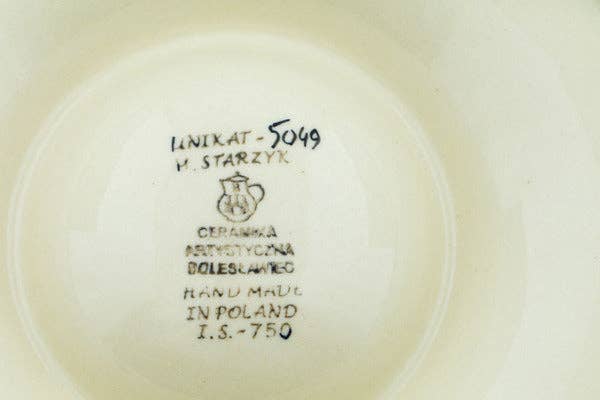 UNIKAT - 5049
M. STARZYK
CERAMIKA
ARTYSTYCZNA
BOLESŁAWIEC
HAND MADE
IN POLAND
I.S.-750